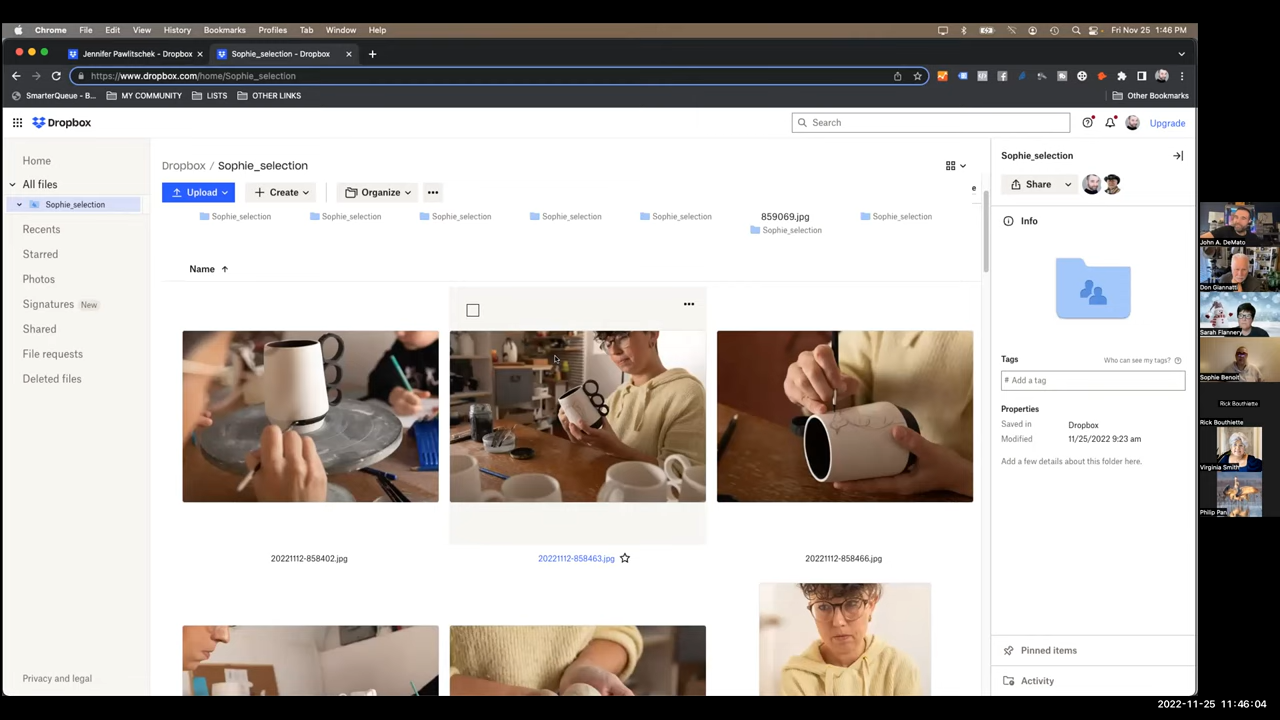 Chrome File Edit View History Bookmarks Profiles Tab Window Help Fri Nov 25 1:46 PM
Jennifer Pawlitschek - Dropbox Sophie_selection - Dropbox
https://www.dropbox.com/home/Sophie_selection
SmarterQueue - B... MY COMMUNITY LISTS OTHER LINKS Other Bookmarks
Dropbox Search Upgrade
Home
All files
Sophie_selection
Recents
Starred
Photos
Signatures New
Shared
File requests
Deleted files
Privacy and legal
Dropbox / Sophie_selection
Upload Create Organize
e
859069.jpg
Sophie_selection Sophie_selection Sophie_selection Sophie_selection Sophie_selection Sophie_selection Sophie_selection
Name
20221112-858402.jpg 20221112-858463.jpg 20221112-858466.jpg
Sophie_selection
Share
Info
Tags Who can see my tags?
# Add a tag
Properties
Saved in Dropbox
Modified 11/25/2022 9:23 am
Add a few details about this folder here.
Pinned items
Activity
John A. DeMato
Don Giannatti
Sarah Flannery
Sophie Benoit
Rick Bouthiette
Rick Bouthiette
Virginia Smith
Philip Pan
2022-11-25 11:46:04